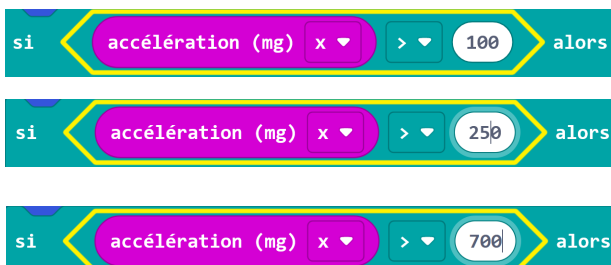 si accélération (mg) x > 100 alors
si accélération (mg) x > 250 alors
si accélération (mg) x > 700 alors